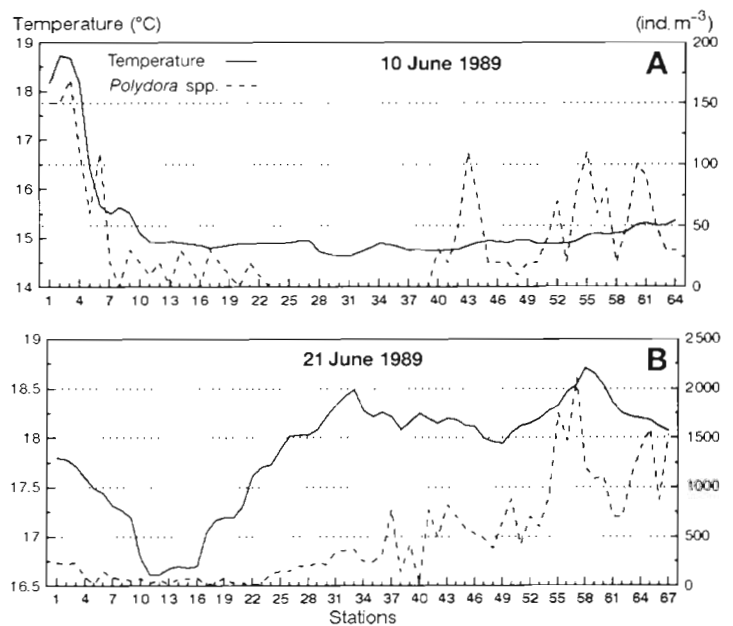 Temperature (°C) (ind. m⁻³)
19 200
Temperature 10 June 1989 A
18
Polydora spp.
17 150
16 100
15 50
14 0
1 4 7 10 13 16 19 22 25 28 31 34 37 40 43 46 49 52 55 58 61 64
19 2500
21 June 1989 B
18.5 2000
18 1500
17.5 1000
17 500
16.5 0
1 4 7 10 13 16 19 22 25 28 31 34 37 40 43 46 49 52 55 58 61 64 67
Stations